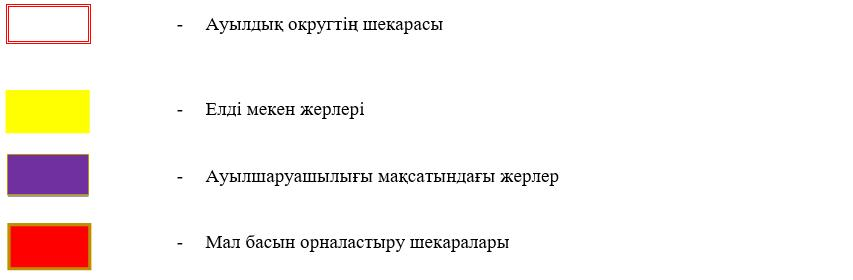 - Ауылдық округтің шекарасы
- Елді мекен жерлері
- Ауылшаруашылығы мақсатындағы жерлер
- Мал басын орналастыру шекаралары